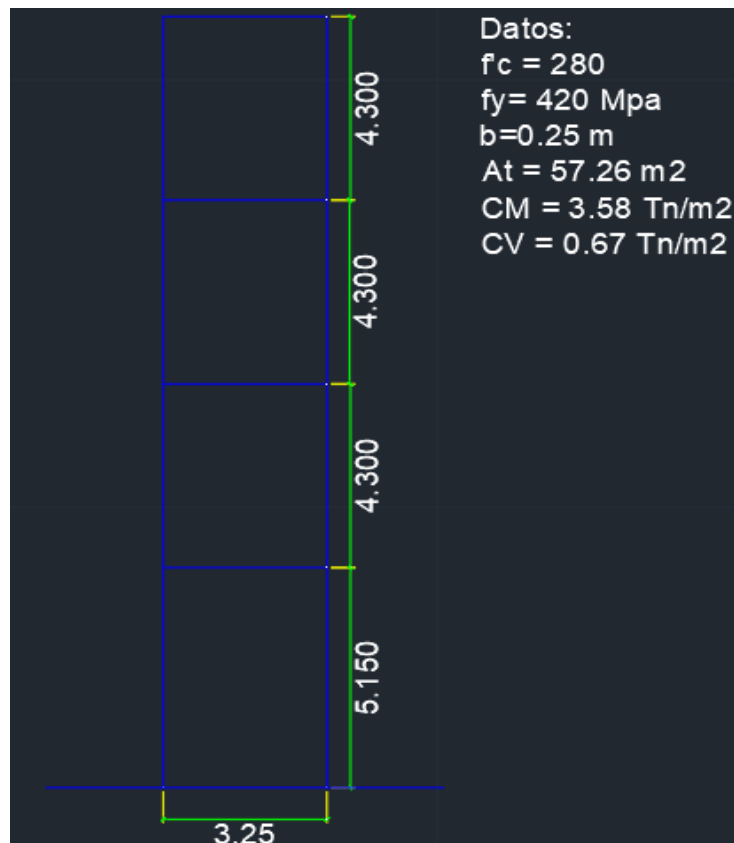 Datos:
f'c = 280
fy= 420 Mpa
b=0.25 m
At = 57.26 m2
CM = 3.58 Tn/m2
CV = 0.67 Tn/m2
4.300
4.300
4.300
5.150
3.25